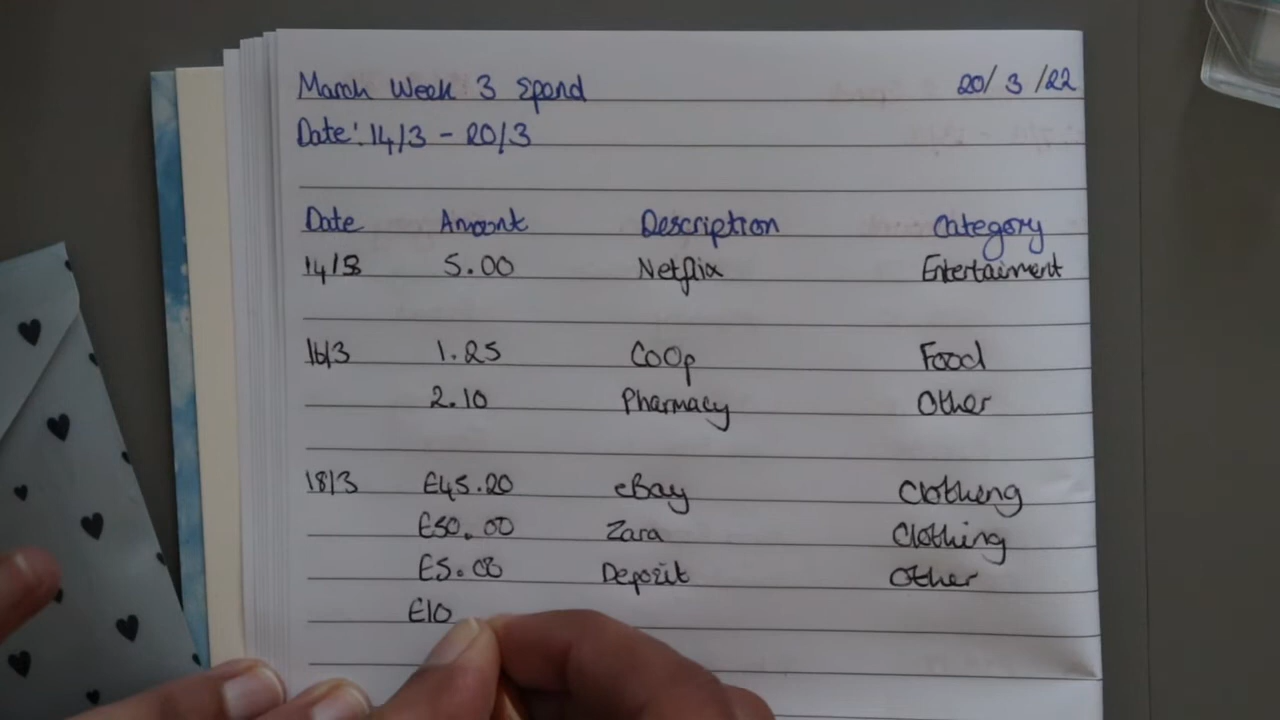 March Week 3 Spend 20/3/22
Date: 14/3 - 20/3
Date Amount Description Category
14/3 5.00 Netflix Entertaiment
16/3 1.25 CoOp Food
2.10 Pharmacy Other
18/3 £45.20 eBay Clothing
£50.00 Zara Clothing
£5.00 Deposit Other
£10